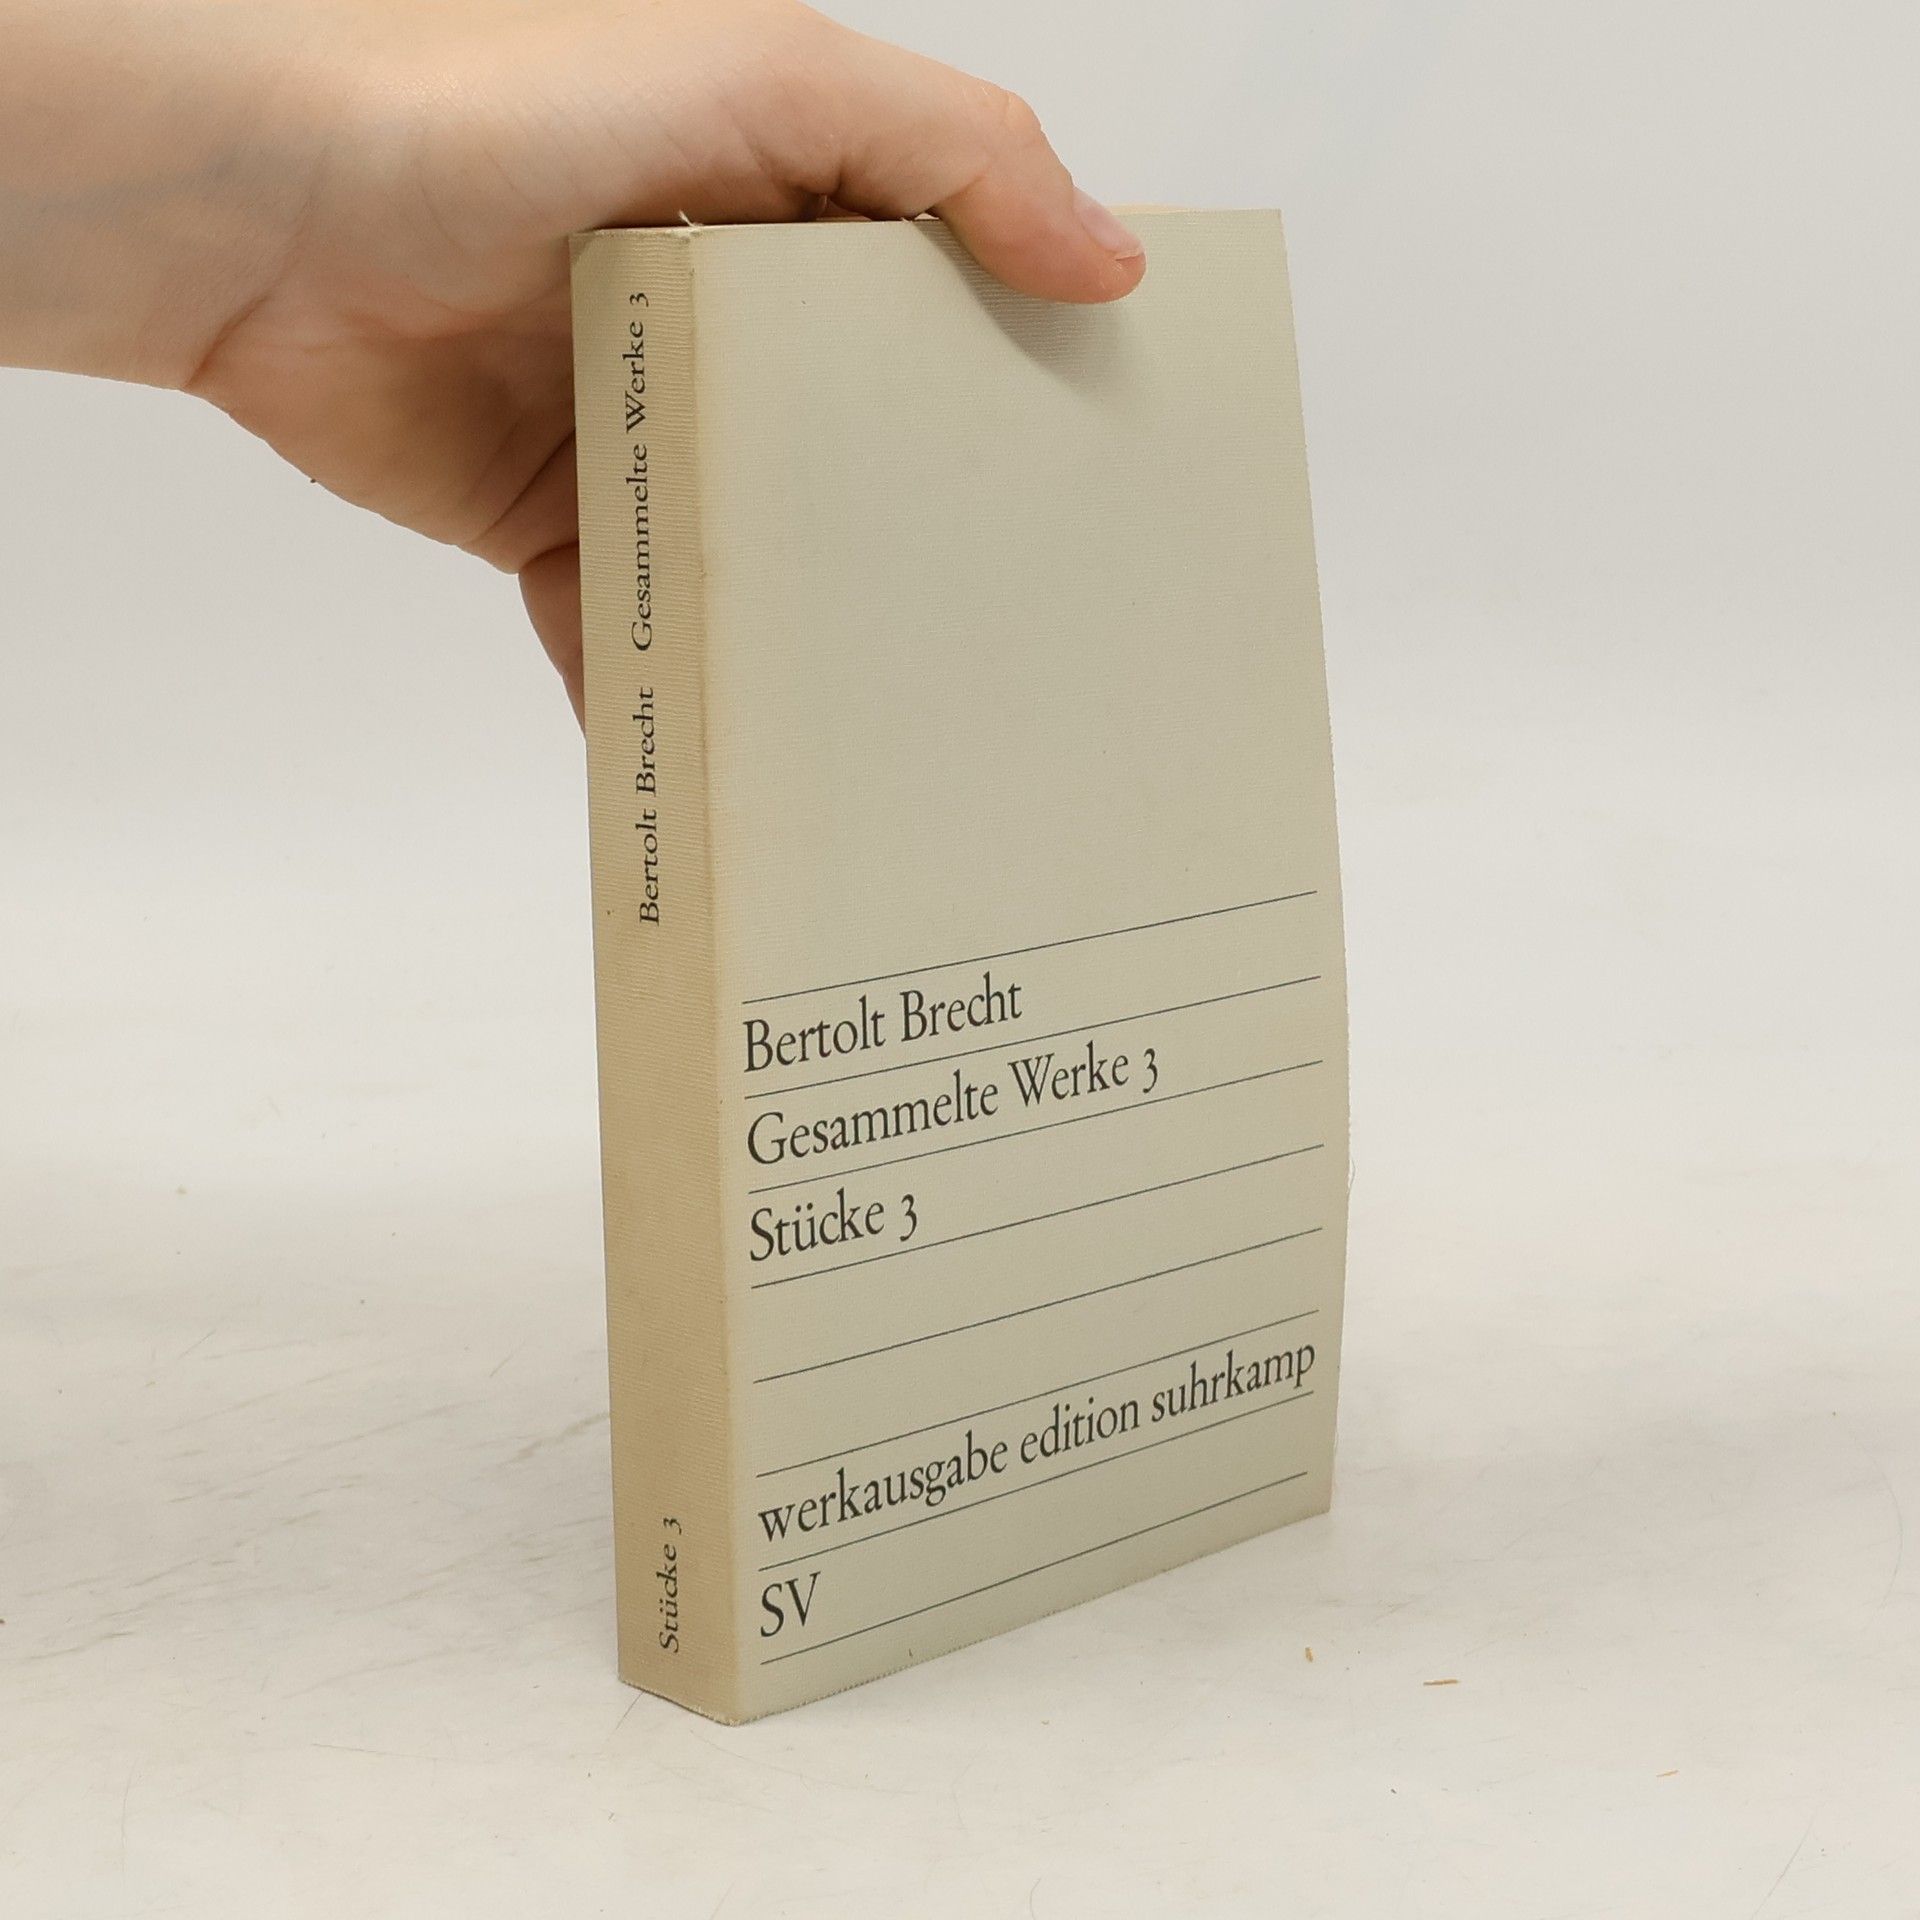 Bertolt Brecht Gesammelte Werke 3
Stücke 3
Bertolt Brecht
Gesammelte Werke 3
Stücke 3
werkausgabe edition suhrkamp
SV